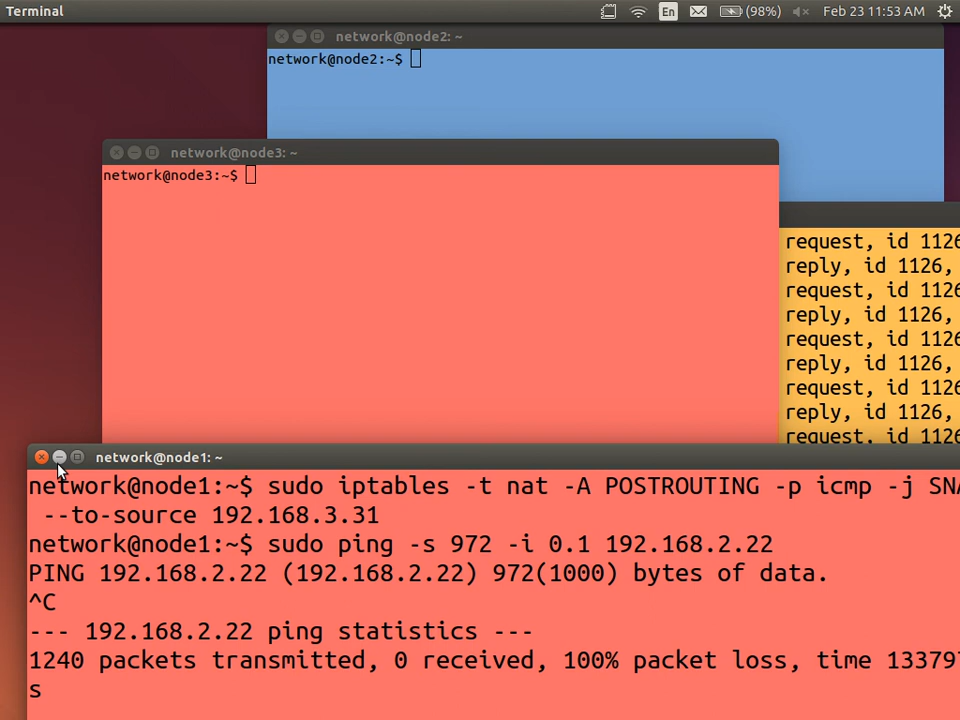 Terminal
En
(98%)
Feb 23 11:53 AM
network@node2: ~
network@node2:~$
network@node3: ~
network@node3:~$
request, id 1126
reply, id 1126,
request, id 1126
reply, id 1126,
request, id 1126
reply, id 1126,
request, id 1126
reply, id 1126,
request, id 1126
network@node1: ~
network@node1:~$ sudo iptables -t nat -A POSTROUTING -p icmp -j SNA
--to-source 192.168.3.31
network@node1:~$ sudo ping -s 972 -i 0.1 192.168.2.22
PING 192.168.2.22 (192.168.2.22) 972(1000) bytes of data.
^C
--- 192.168.2.22 ping statistics ---
1240 packets transmitted, 0 received, 100% packet loss, time 133797
s